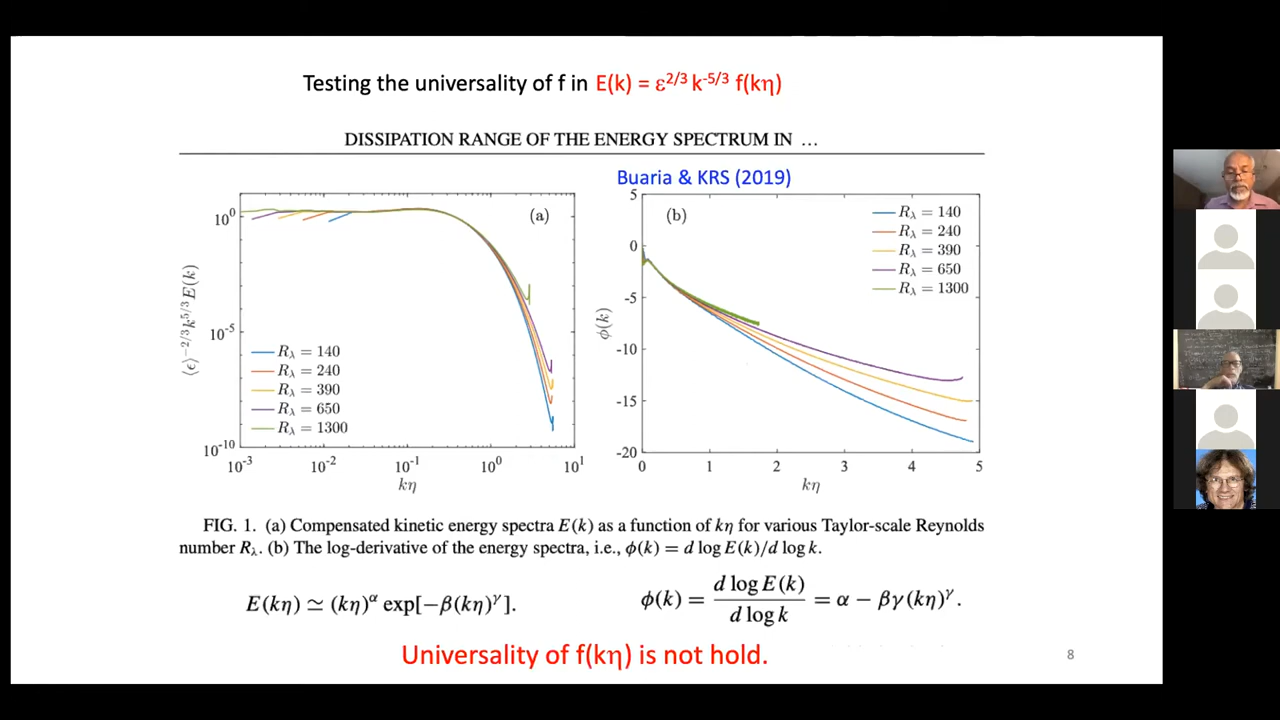 Testing the universality of f in E(k) = ε^2/3 k^-5/3 f(kη)
DISSIPATION RANGE OF THE ENERGY SPECTRUM IN …
Buaria & KRS (2019)
(a)
10^0
10^-5
10^-10
⟨ϵ⟩^-2/3 k^5/3 E(k)
R_λ = 140
R_λ = 240
R_λ = 390
R_λ = 650
R_λ = 1300
10^-3 10^-2 10^-1 10^0 10^1
kη
(b)
5
0
-5
-10
-15
-20
ϕ(k)
R_λ = 140
R_λ = 240
R_λ = 390
R_λ = 650
R_λ = 1300
0 1 2 3 4 5
kη
FIG. 1. (a) Compensated kinetic energy spectra E(k) as a function of kη for various Taylor-scale Reynolds
number R_λ. (b) The log-derivative of the energy spectra, i.e., ϕ(k) = d log E(k)/d log k.
E(kη) ≃ (kη)^α exp[−β(kη)^γ].
ϕ(k) = d log E(k) / d log k = α − βγ(kη)^γ.
Universality of f(kη) is not hold.
8